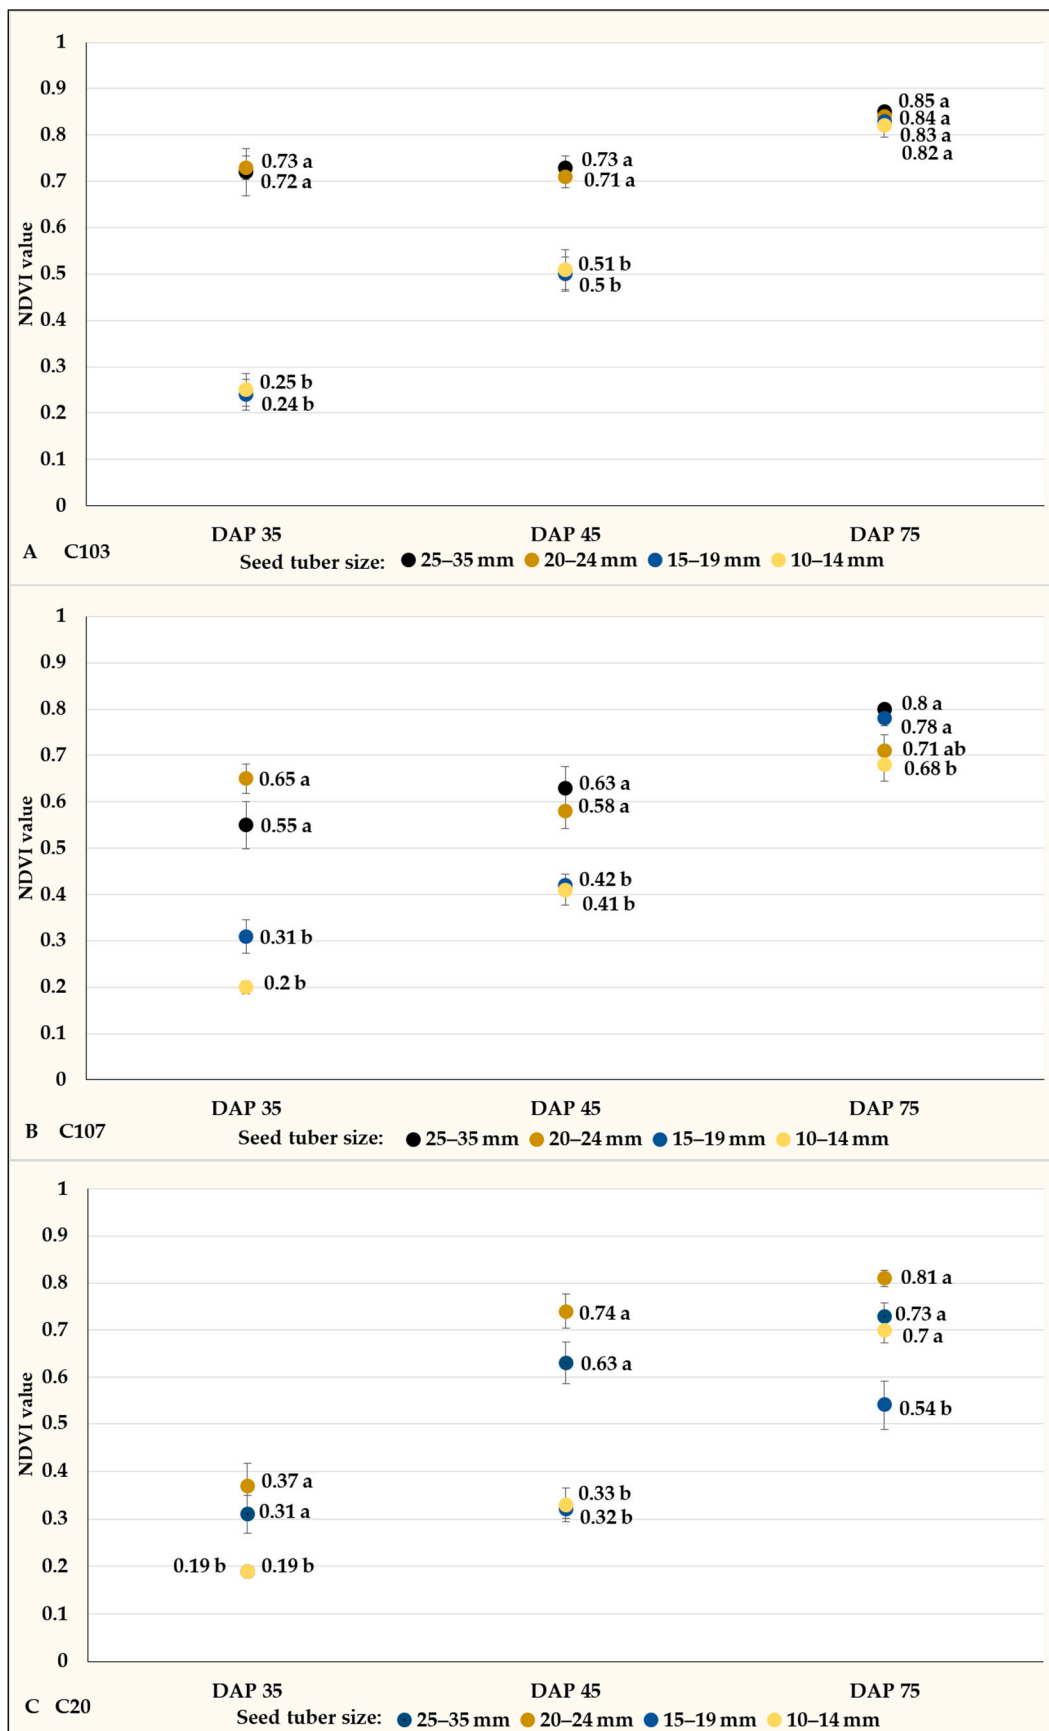 1
0.9
0.85 a
0.84 a
0.8
0.83 a
0.82 a
0.73 a
0.73 a
0.7
0.72 a
0.71 a
0.6
NDVI value
0.51 b
0.5
0.5 b
0.4
0.3
0.25 b
0.24 b
0.2
0.1
0
DAP 35 DAP 45 DAP 75
A C103
Seed tuber size: 25–35 mm 20–24 mm 15–19 mm 10–14 mm
1
0.9
0.8
0.8 a
0.78 a
0.7
0.71 ab
0.68 b
0.65 a
0.63 a
0.6
0.58 a
0.55 a
NDVI value
0.5
0.42 b
0.4
0.41 b
0.31 b
0.3
0.2
0.2 b
0.1
0
DAP 35 DAP 45 DAP 75
B C107
Seed tuber size: 25–35 mm 20–24 mm 15–19 mm 10–14 mm
1
0.9
0.8
0.81 a
0.74 a
0.73 a
0.7
0.7 a
0.63 a
0.6
NDVI value
0.54 b
0.5
0.4
0.37 a
0.33 b
0.31 a
0.3
0.32 b
0.2
0.19 b 0.19 b
0.1
0
DAP 35 DAP 45 DAP 75
C C20
Seed tuber size: 25–35 mm 20–24 mm 15–19 mm 10–14 mm